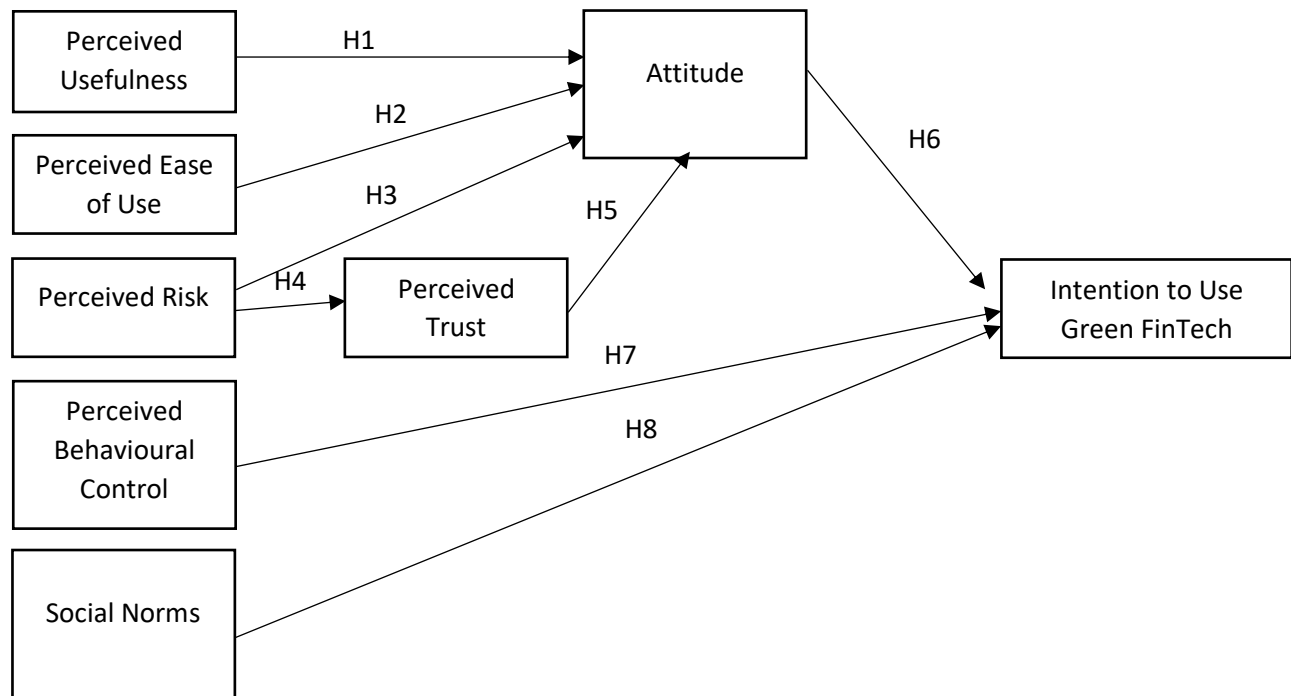 Perceived
Usefulness
H1
Attitude
H2
Perceived Ease
of Use
H3
H5
H6
Perceived Risk
H4
Perceived
Trust
Intention to Use
Green FinTech
H7
Perceived
Behavioural
Control
H8
Social Norms